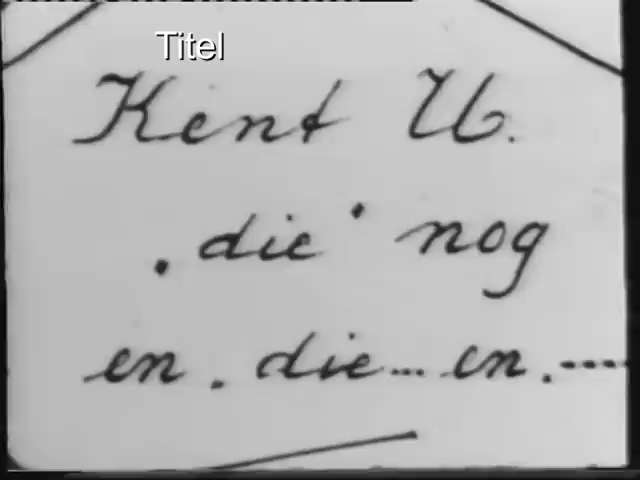 Titel
Kent U.
. die ' nog
en . die... en. ----